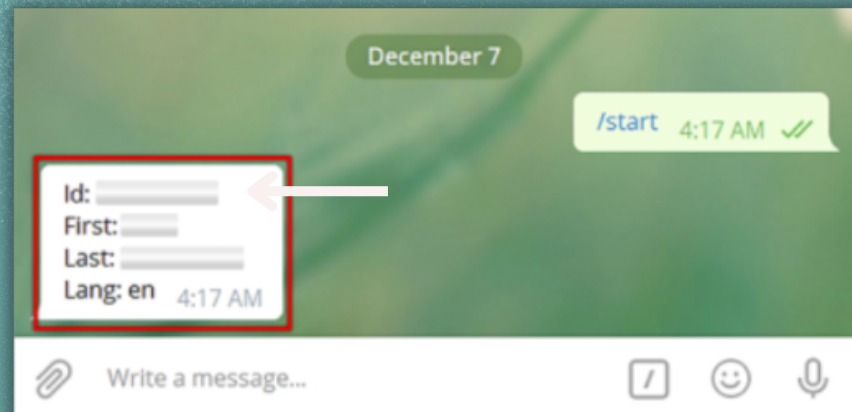 December 7
/start 4:17 AM
Id:
First:
Last:
Lang: en 4:17 AM
Write a message...